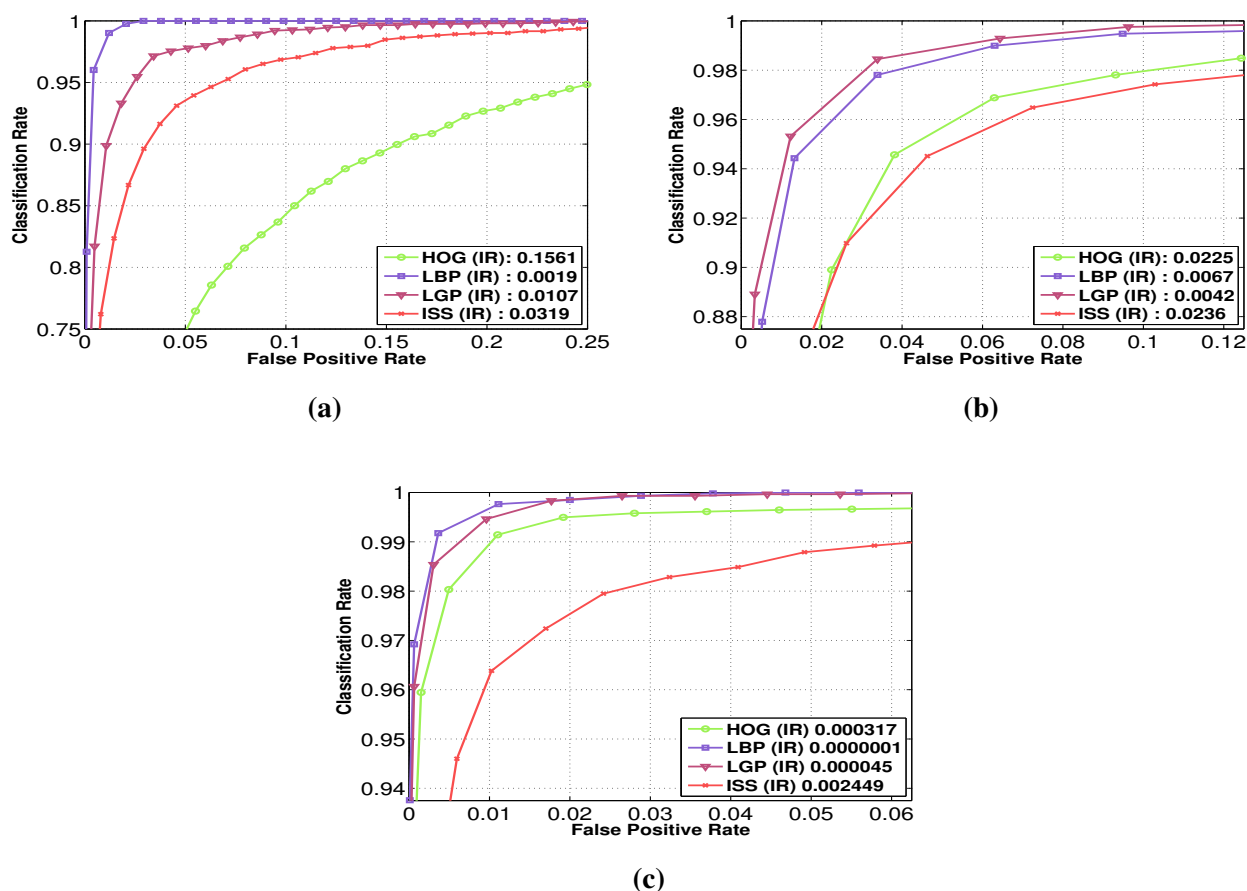 1
0.95
0.9
0.85
0.8
0.75
Classification Rate
0 0.05 0.1 0.15 0.2 0.25
False Positive Rate
HOG (IR): 0.1561
LBP (IR) : 0.0019
LGP (IR) : 0.0107
ISS (IR) : 0.0319
(a)
1
0.98
0.96
0.94
0.92
0.9
0.88
Classification Rate
0 0.02 0.04 0.06 0.08 0.1 0.12
False Positive Rate
HOG (IR): 0.0225
LBP (IR) : 0.0067
LGP (IR) : 0.0042
ISS (IR) : 0.0236
(b)
1
0.99
0.98
0.97
0.96
0.95
0.94
Classification Rate
0 0.01 0.02 0.03 0.04 0.05 0.06
False Positive Rate
HOG (IR) 0.000317
LBP (IR) 0.0000001
LGP (IR) 0.000045
ISS (IR) 0.002449
(c)